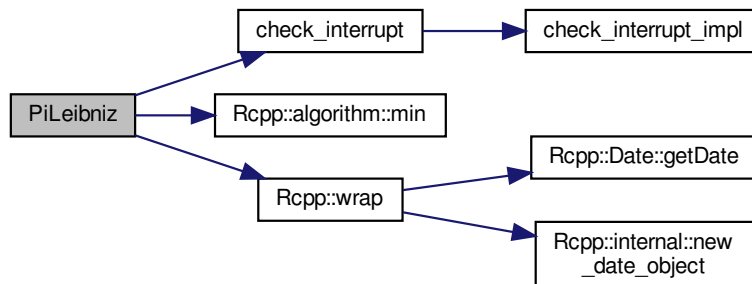 check_interrupt
check_interrupt_impl
PiLeibniz
Rcpp::algorithm::min
Rcpp::Date::getDate
Rcpp::wrap
Rcpp::internal::new
_date_object